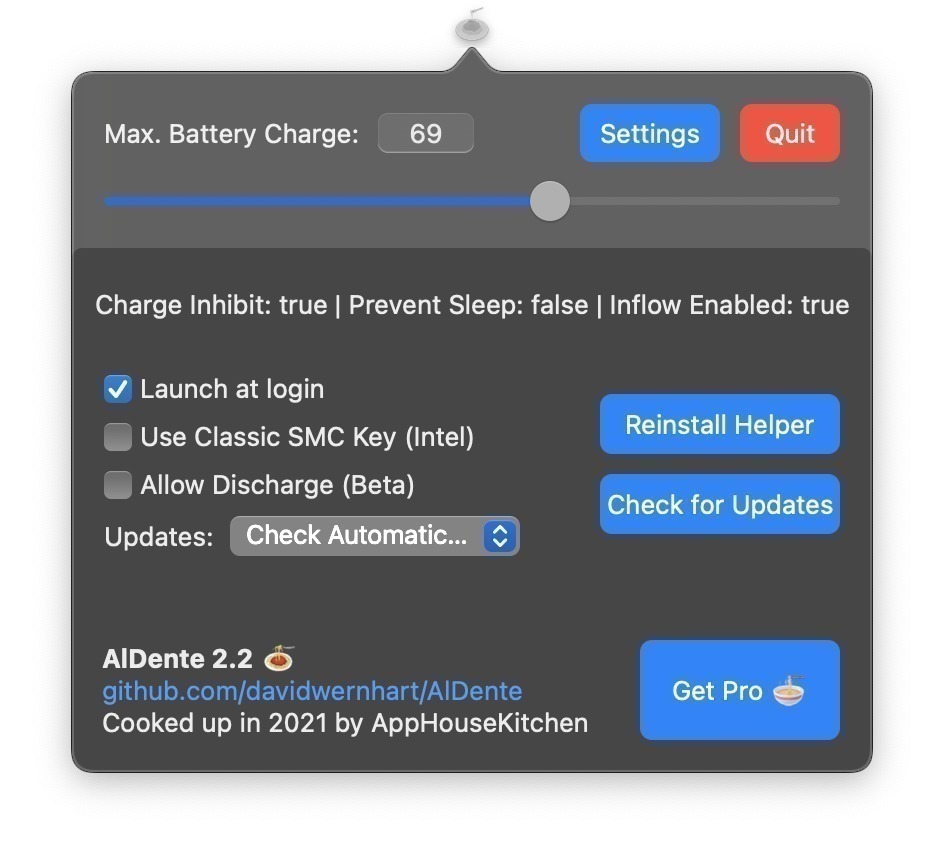 Max. Battery Charge: 69 Settings Quit
Charge Inhibit: true | Prevent Sleep: false | Inflow Enabled: true
Launch at login
Use Classic SMC Key (Intel)
Allow Discharge (Beta)
Updates: Check Automatic...
Reinstall Helper
Check for Updates
AlDente 2.2
github.com/davidwernhart/AlDente
Cooked up in 2021 by AppHouseKitchen
Get Pro